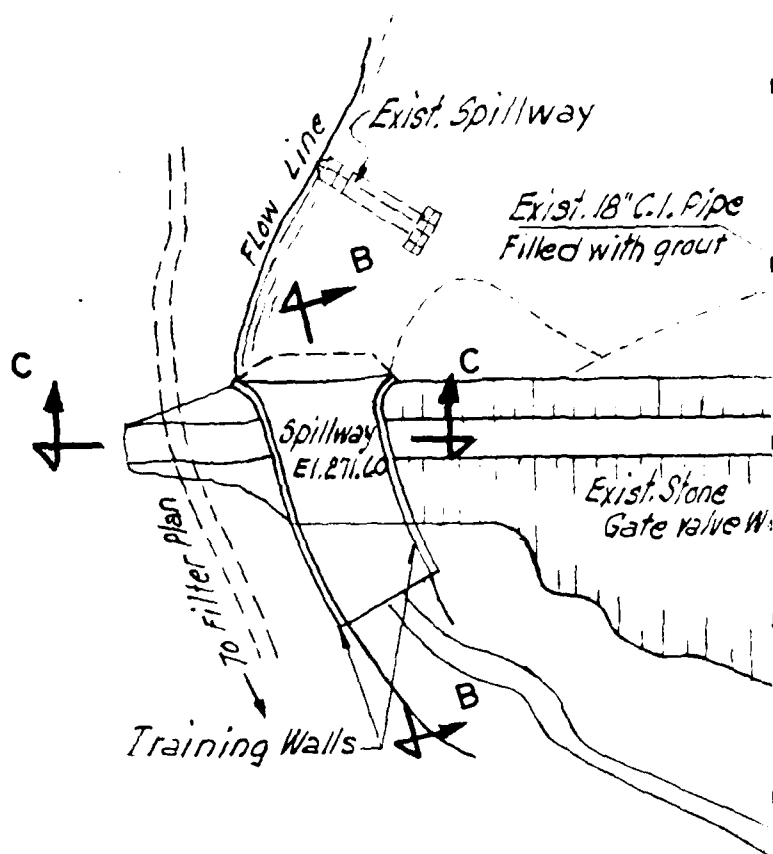 Exist. Spillway
Flow Line
Exist. 18" C.I. Pipe
Filled with grout
B
C
C
Spillway
El. 271.60
Exist. Stone
Gate valve W
To Filter Plan
B
Training Walls